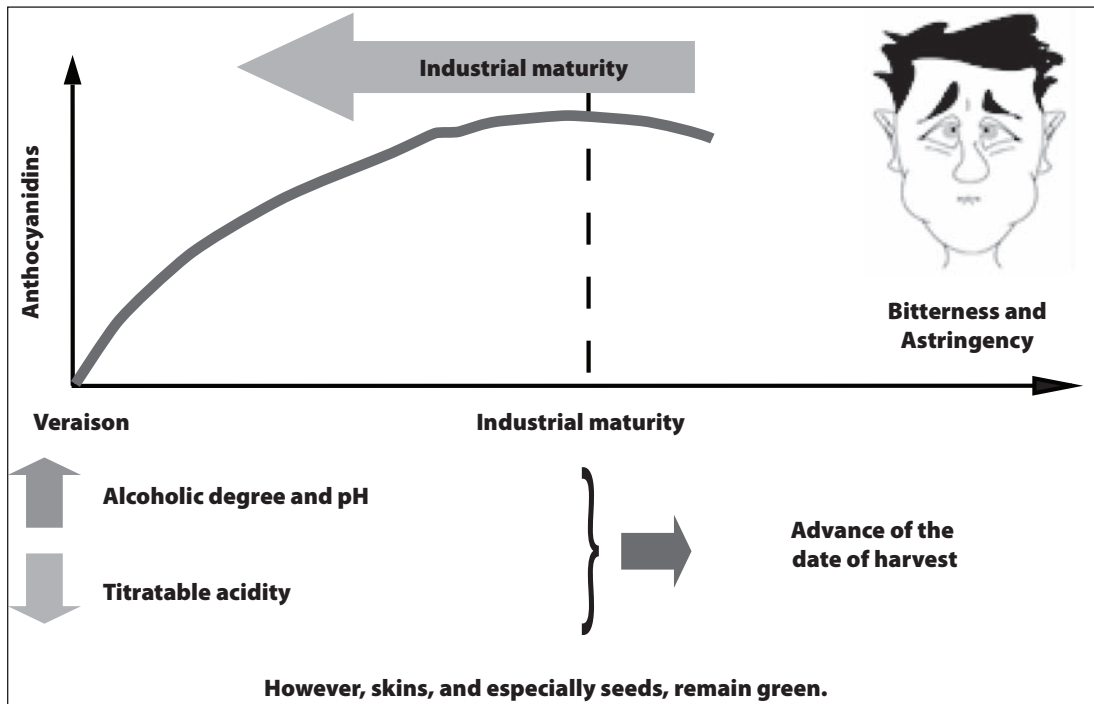 Industrial maturity
Anthocyanidins
Bitterness and
Astringency
Veraison
Industrial maturity
Alcoholic degree and pH
Titratable acidity
Advance of the
date of harvest
However, skins, and especially seeds, remain green.